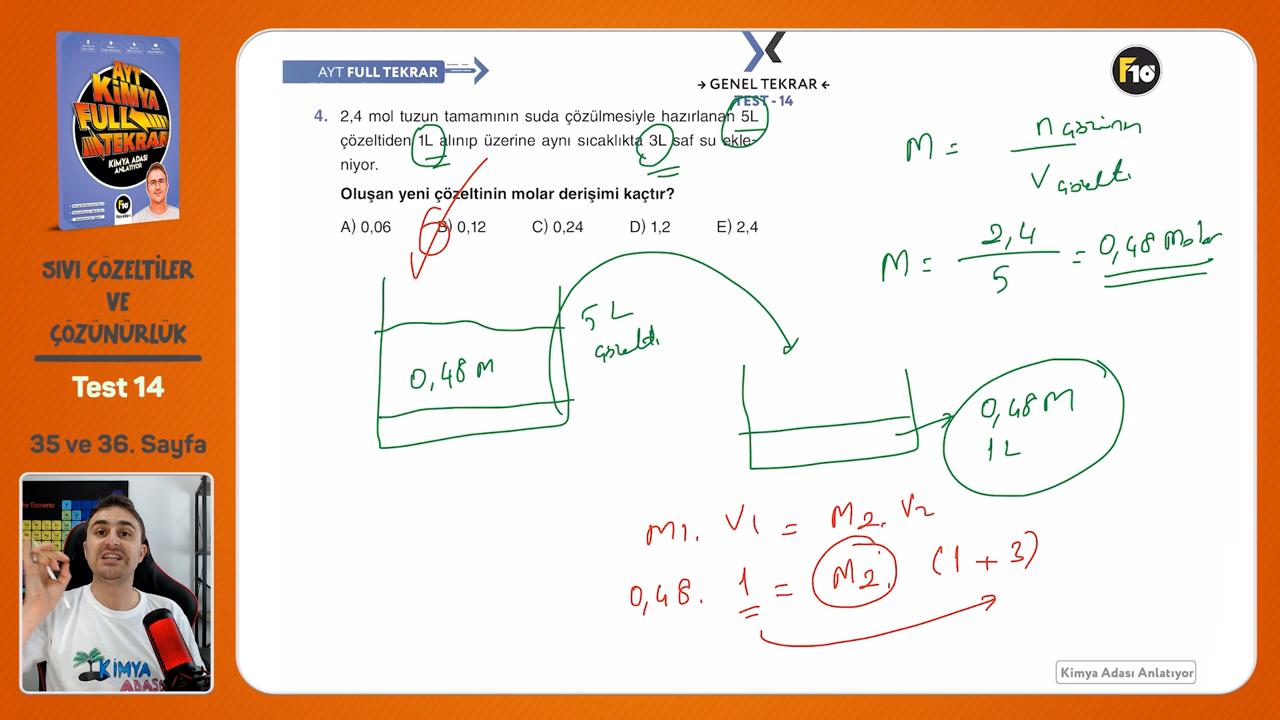 AYT
KİMYA
FULL
TEKRAR
KİMYA ADASI
ANLATIYOR
F10
SIVI ÇÖZELTİLER
VE
ÇÖZÜNÜRLÜK
Test 14
35 ve 36. Sayfa
AYT FULL TEKRAR
GENEL TEKRAR
TEST - 14
F10
4. 2,4 mol tuzun tamamının suda çözülmesiyle hazırlanan 5L
çözeltiden 1L alınıp üzerine aynı sıcaklıkta 3L saf su ekle-
niyor.
Oluşan yeni çözeltinin molar derişimi kaçtır?
A) 0,06 B) 0,12 C) 0,24 D) 1,2 E) 2,4
M = n çözünen
V çözelti
M = 2,4 / 5 = 0,48 Molar
5 L
çözelti
0,48 M
0,48 M
1 L
M1. V1 = M2. V2
0,48. 1 = M2. (1 + 3)
Elements
KİMYA
ADASI
Kimya Adası Anlatıyor